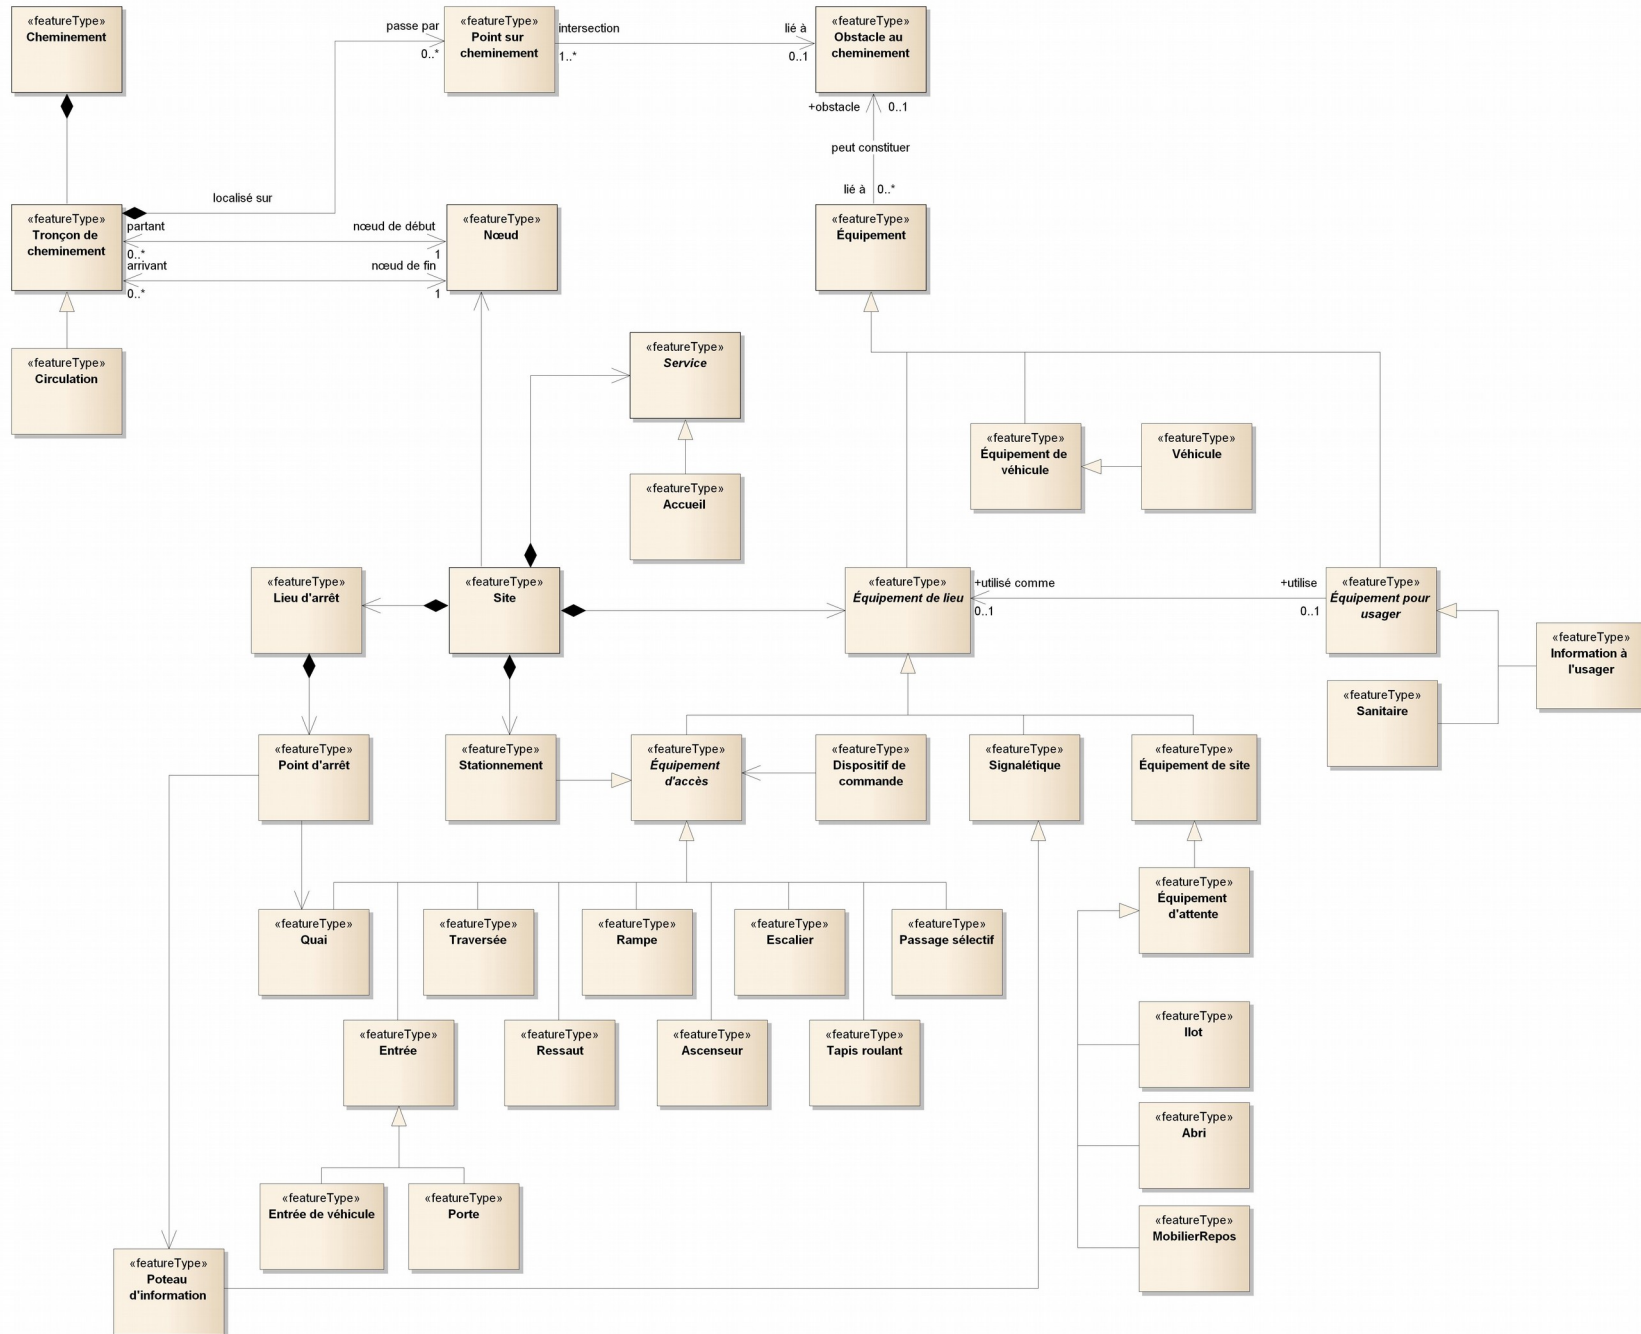 «featureType»
Cheminement
passe par
0..*
«featureType»
Point sur
cheminement
intersection
1..*
lié à
0..1
«featureType»
Obstacle au
cheminement
+obstacle
0..1
peut constituer
lié à
0..*
localisé sur
«featureType»
Tronçon de
cheminement
partant
0..*
arrivant
0..*
nœud de début
1
nœud de fin
1
«featureType»
Nœud
«featureType»
Équipement
«featureType»
Circulation
«featureType»
Service
«featureType»
Accueil
«featureType»
Équipement de
véhicule
«featureType»
Véhicule
«featureType»
Lieu d'arrêt
«featureType»
Site
«featureType»
Équipement de lieu
+utilisé comme
0..1
+utilise
0..1
«featureType»
Équipement pour
usager
«featureType»
Information à
l'usager
«featureType»
Sanitaire
«featureType»
Point d'arrêt
«featureType»
Stationnement
«featureType»
Équipement
d'accès
«featureType»
Dispositif de
commande
«featureType»
Signalétique
«featureType»
Équipement de site
«featureType»
Équipement
d'attente
«featureType»
Quai
«featureType»
Traversée
«featureType»
Rampe
«featureType»
Escalier
«featureType»
Passage sélectif
«featureType»
Entrée
«featureType»
Ressaut
«featureType»
Ascenseur
«featureType»
Tapis roulant
«featureType»
Ilot
«featureType»
Abri
«featureType»
Entrée de véhicule
«featureType»
Porte
«featureType»
MobilierRepos
«featureType»
Poteau
d'information